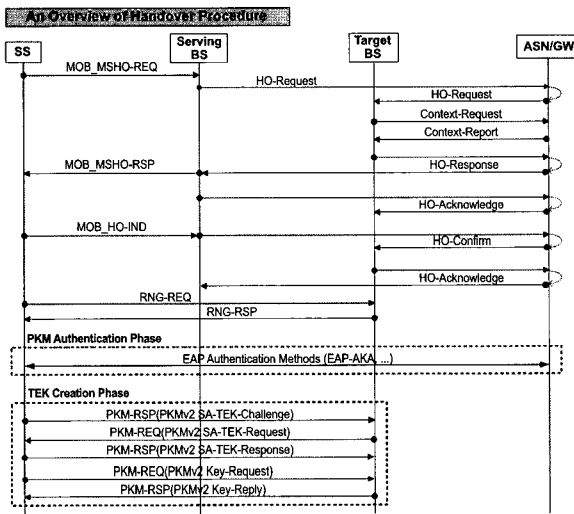 An Overview of Handover Procedure
SS
Serving
BS
Target
BS
ASN/GW
MOB_MSHO-REQ
HO-Request
HO-Request
Context-Request
Context-Report
MOB_MSHO-RSP
HO-Response
HO-Acknowledge
MOB_HO-IND
HO-Confirm
HO-Acknowledge
RNG-REQ
RNG-RSP
PKM Authentication Phase
EAP Authentication Methods (EAP-AKA, ...)
TEK Creation Phase
PKM-RSP(PKMv2 SA-TEK-Challenge)
PKM-REQ(PKMv2 SA-TEK-Request)
PKM-RSP(PKMv2 SA-TEK-Response)
PKM-REQ(PKMv2 Key-Request)
PKM-RSP(PKMv2 Key-Reply)